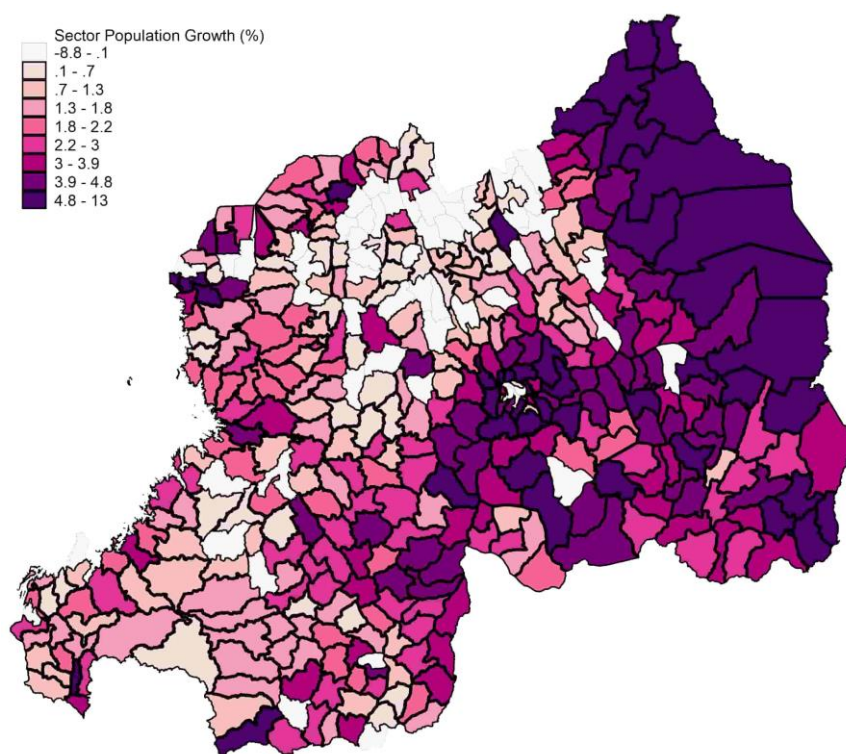 Sector Population Growth (%)
-8.8 - .1
.1 - .7
.7 - 1.3
1.3 - 1.8
1.8 - 2.2
2.2 - 3
3 - 3.9
3.9 - 4.8
4.8 - 13